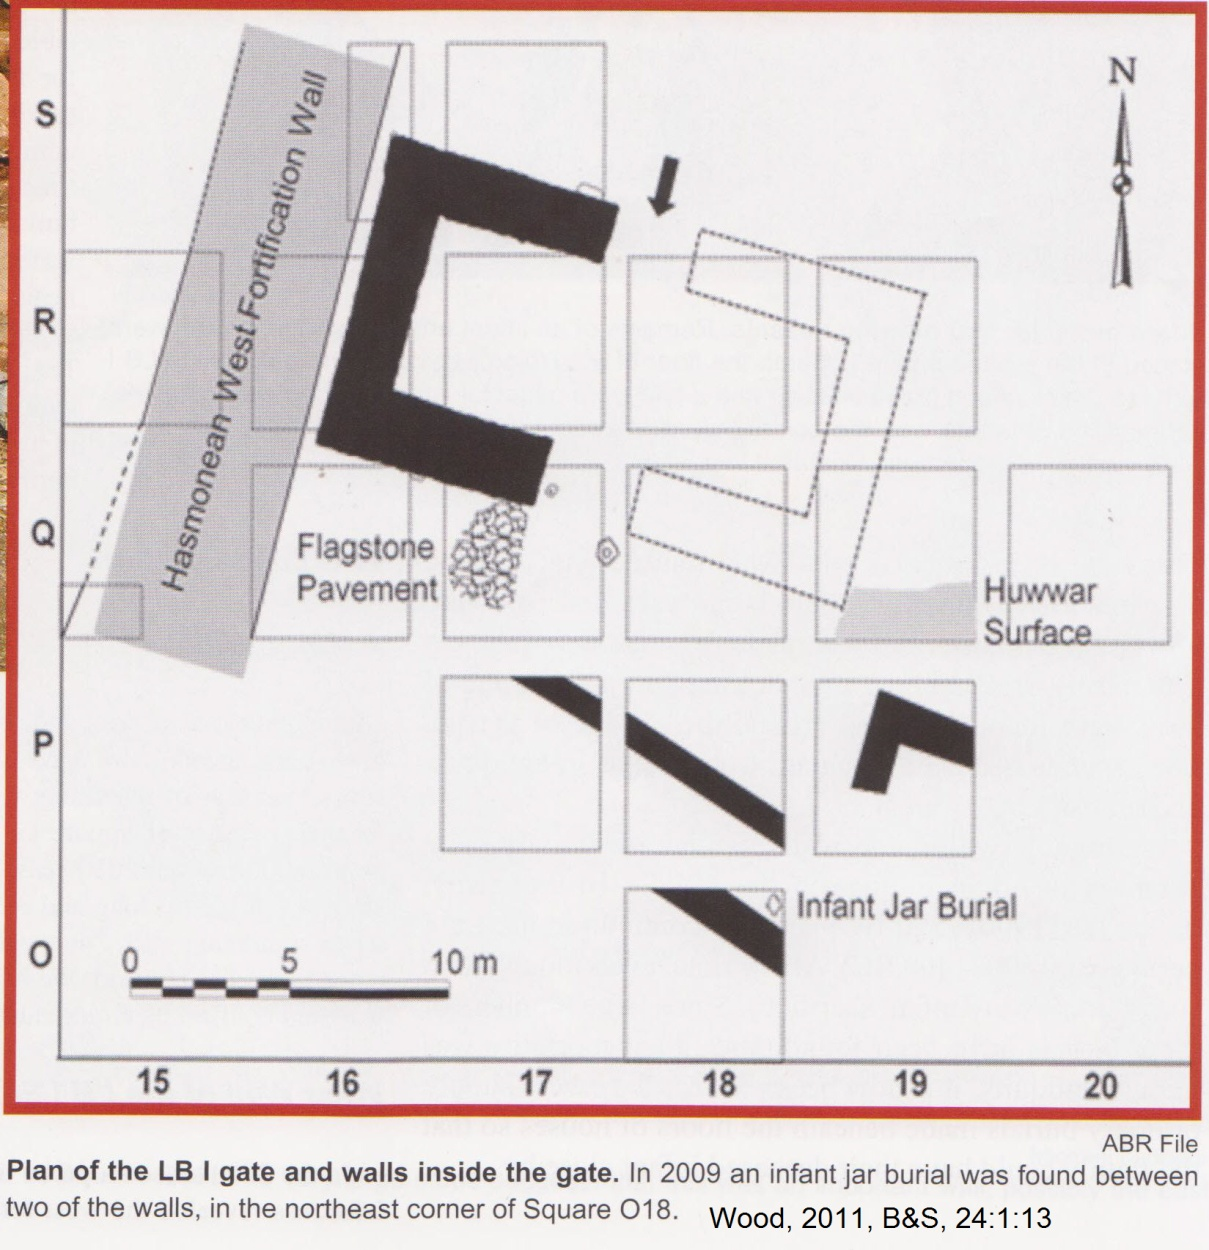 N
S
R
Q
P
O
Hasmonean West Fortification Wall
Flagstone
Pavement
Huwwar
Surface
Infant Jar Burial
0 5 10 m
15 16 17 18 19 20
ABR File
Plan of the LB I gate and walls inside the gate. In 2009 an infant jar burial was found between
two of the walls, in the northeast corner of Square O18. Wood, 2011, B&S, 24:1:13